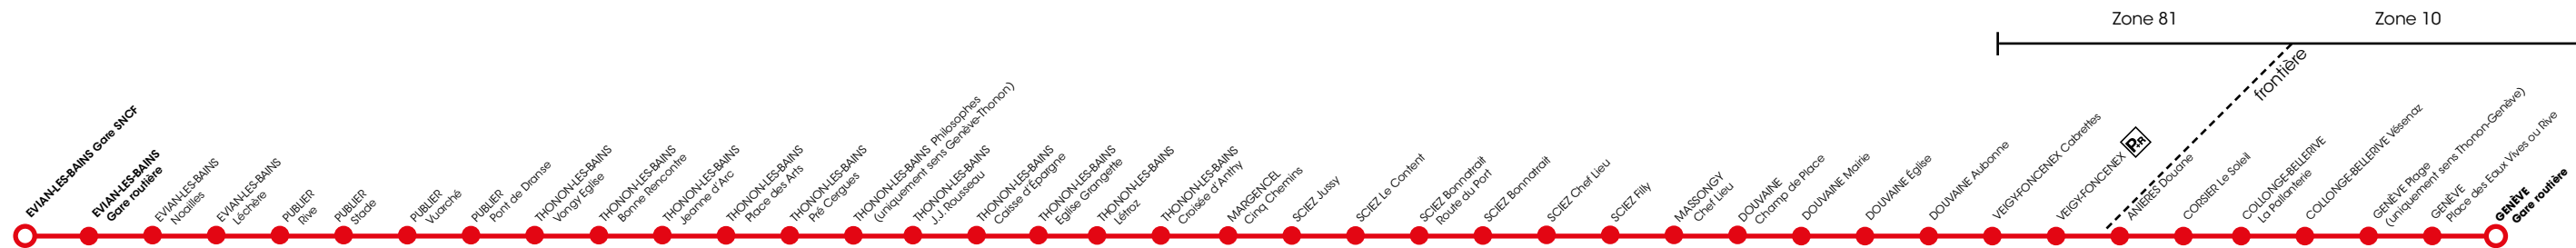 Zone 81
Zone 10
frontière
EVIAN-LES-BAINS Gare SNCF
EVIAN-LES-BAINS
Gare routière
EVIAN-LES-BAINS
Noailles
EVIAN-LES-BAINS
Léchère
PUBLIER
Rive
PUBLIER
Stade
PUBLIER
Vuarché
PUBLIER
Pont de Dranse
THONON-LES-BAINS
Vongy Eglise
THONON-LES-BAINS
Bonne Rencontre
THONON-LES-BAINS
Jeanne d'Arc
THONON-LES-BAINS
Place des Arts
THONON-LES-BAINS
Pré Cergues
THONON-LES-BAINS Philosophes
(uniquement sens Genève-Thonon)
THONON-LES-BAINS
J.J. Rousseau
THONON-LES-BAINS
Caisse d'Épargne
THONON-LES-BAINS
Eglise Grangette
THONON-LES-BAINS
Létroz
THONON-LES-BAINS
Croisée d'Anthy
MARGENCEL
Cinq Chemins
SCIEZ Jussy
SCIEZ Le Content
SCIEZ Bonnatrait
Route du Port
SCIEZ Bonnatrait
SCIEZ Chef Lieu
SCIEZ Filly
MASSONGY
Chef Lieu
DOUVAINE
Champ de Place
DOUVAINE Mairie
DOUVAINE Église
DOUVAINE Aubonne
VEIGY-FONCENEX Cabrettes
VEIGY-FONCENEX P+R
ANIERES Douane
CORSIER Le Soleil
COLLONGE-BELLERIVE
La Pallanterie
COLLONGE-BELLERIVE Vésenaz
GENÈVE Plage
(uniquement sens Thonon-Genève)
GENÈVE
Place des Eaux Vives ou Rive
GENÈVE
Gare routière